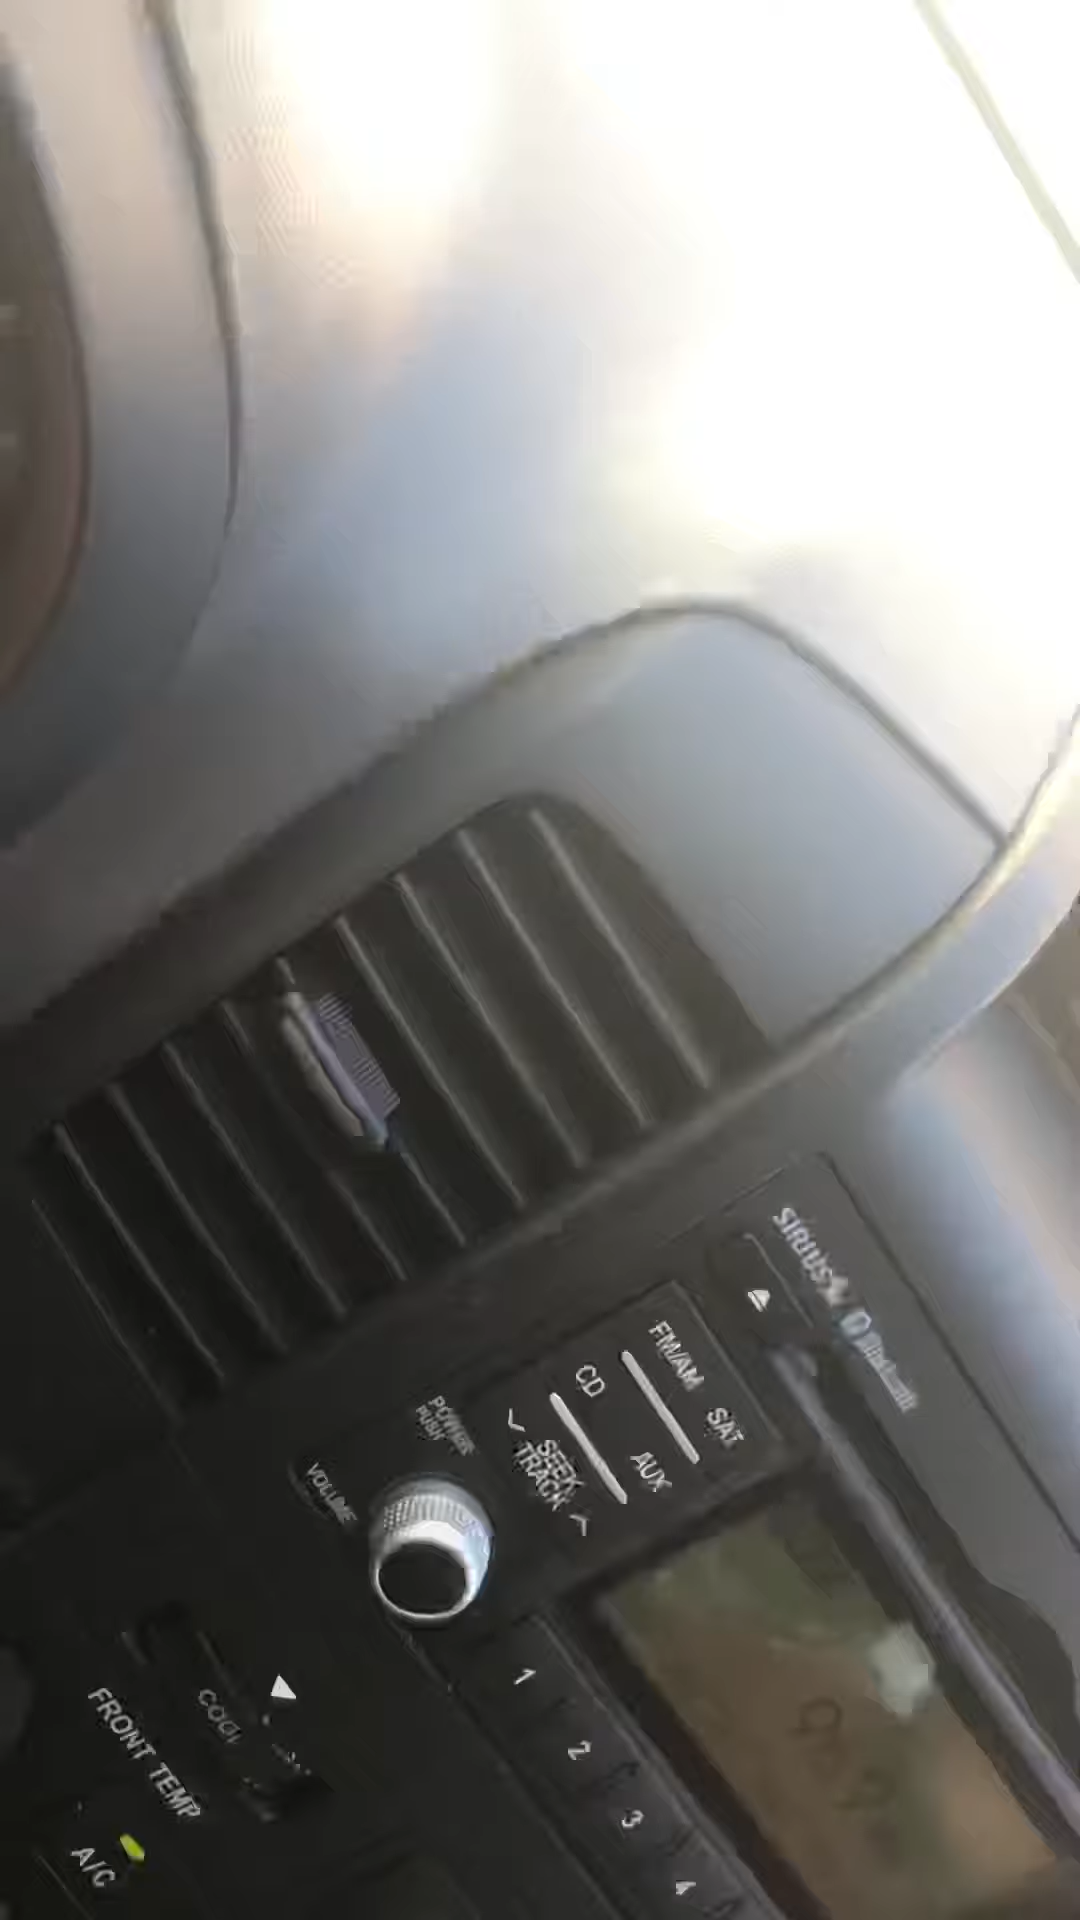 SIRIUS
FM/AM SAT
CD AUX
SEEK
TRACK
POWER
PUSH
VOLUME
1
2
3
4
COOL
FRONT TEMP
A/C